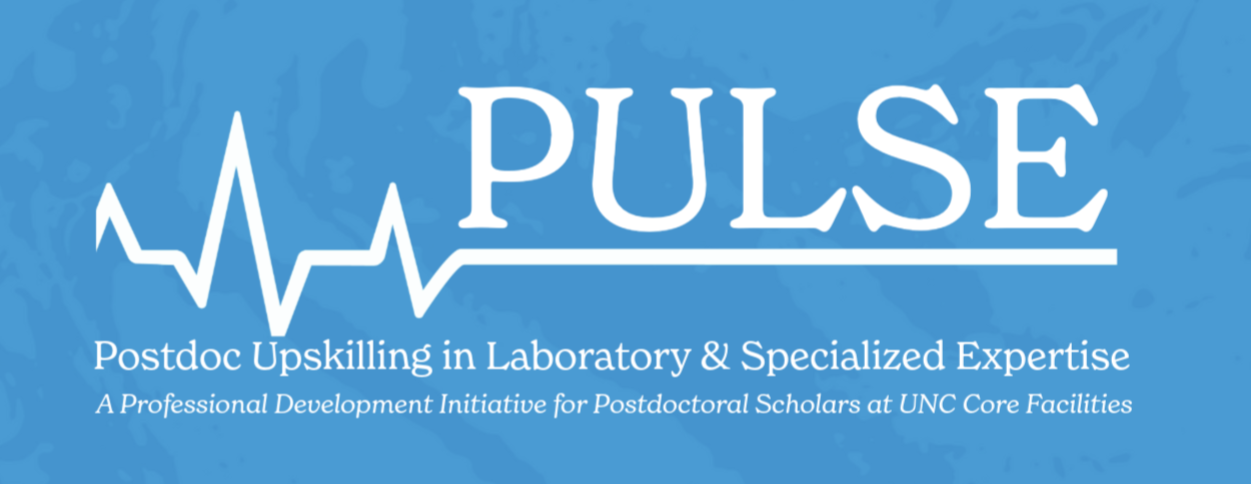 PULSE
Postdoc Upskilling in Laboratory & Specialized Expertise
A Professional Development Initiative for Postdoctoral Scholars at UNC Core Facilities